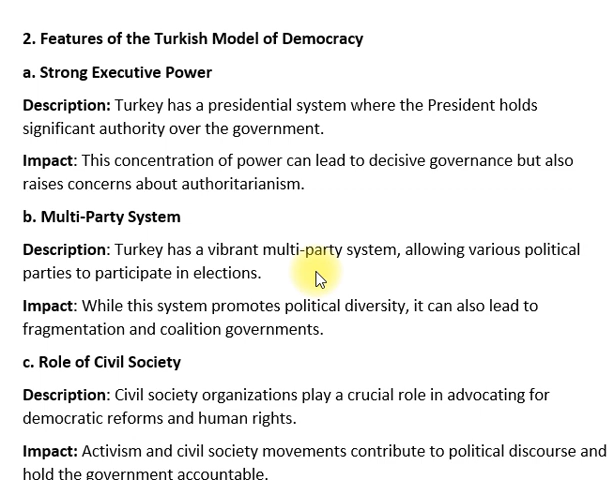 2. Features of the Turkish Model of Democracy
a. Strong Executive Power
Description: Turkey has a presidential system where the President holds
significant authority over the government.
Impact: This concentration of power can lead to decisive governance but also
raises concerns about authoritarianism.
b. Multi-Party System
Description: Turkey has a vibrant multi-party system, allowing various political
parties to participate in elections.
Impact: While this system promotes political diversity, it can also lead to
fragmentation and coalition governments.
c. Role of Civil Society
Description: Civil society organizations play a crucial role in advocating for
democratic reforms and human rights.
Impact: Activism and civil society movements contribute to political discourse and
hold the government accountable.